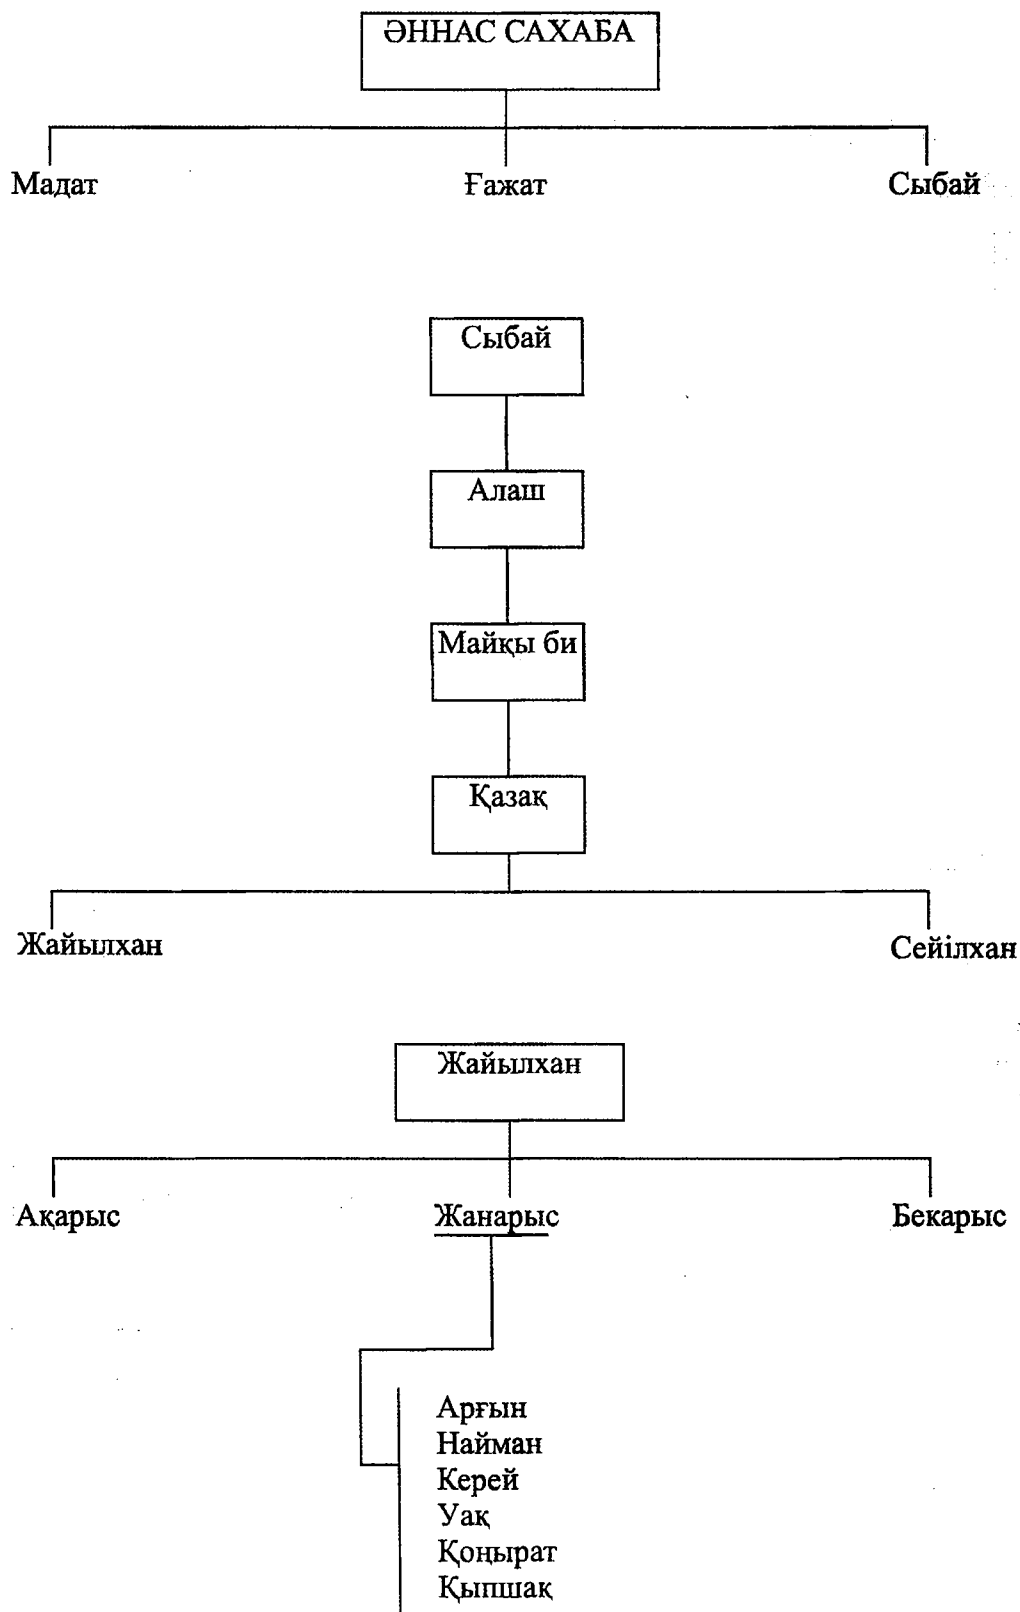 ӘННАС САХАБА
Мадат Ғажат Сыбай
Сыбай
Алаш
Майқы би
Қазақ
Жайылхан Сейілхан
Жайылхан
Ақарыс Жанарыс Бекарыс
Арғын
Найман
Керей
Уақ
Қоңырат
Қыпшақ